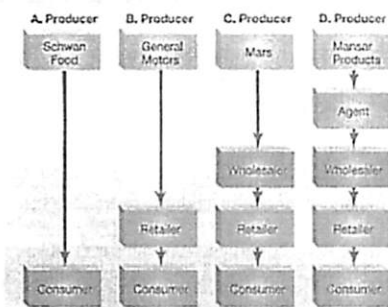 A. Producer B. Producer C. Producer D. Producer
Schwan
Food
General
Motors
Mars
Mansar
Products
Agent
Wholesaler Wholesaler
Retailer Retailer Retailer
Consumer Consumer Consumer Consumer